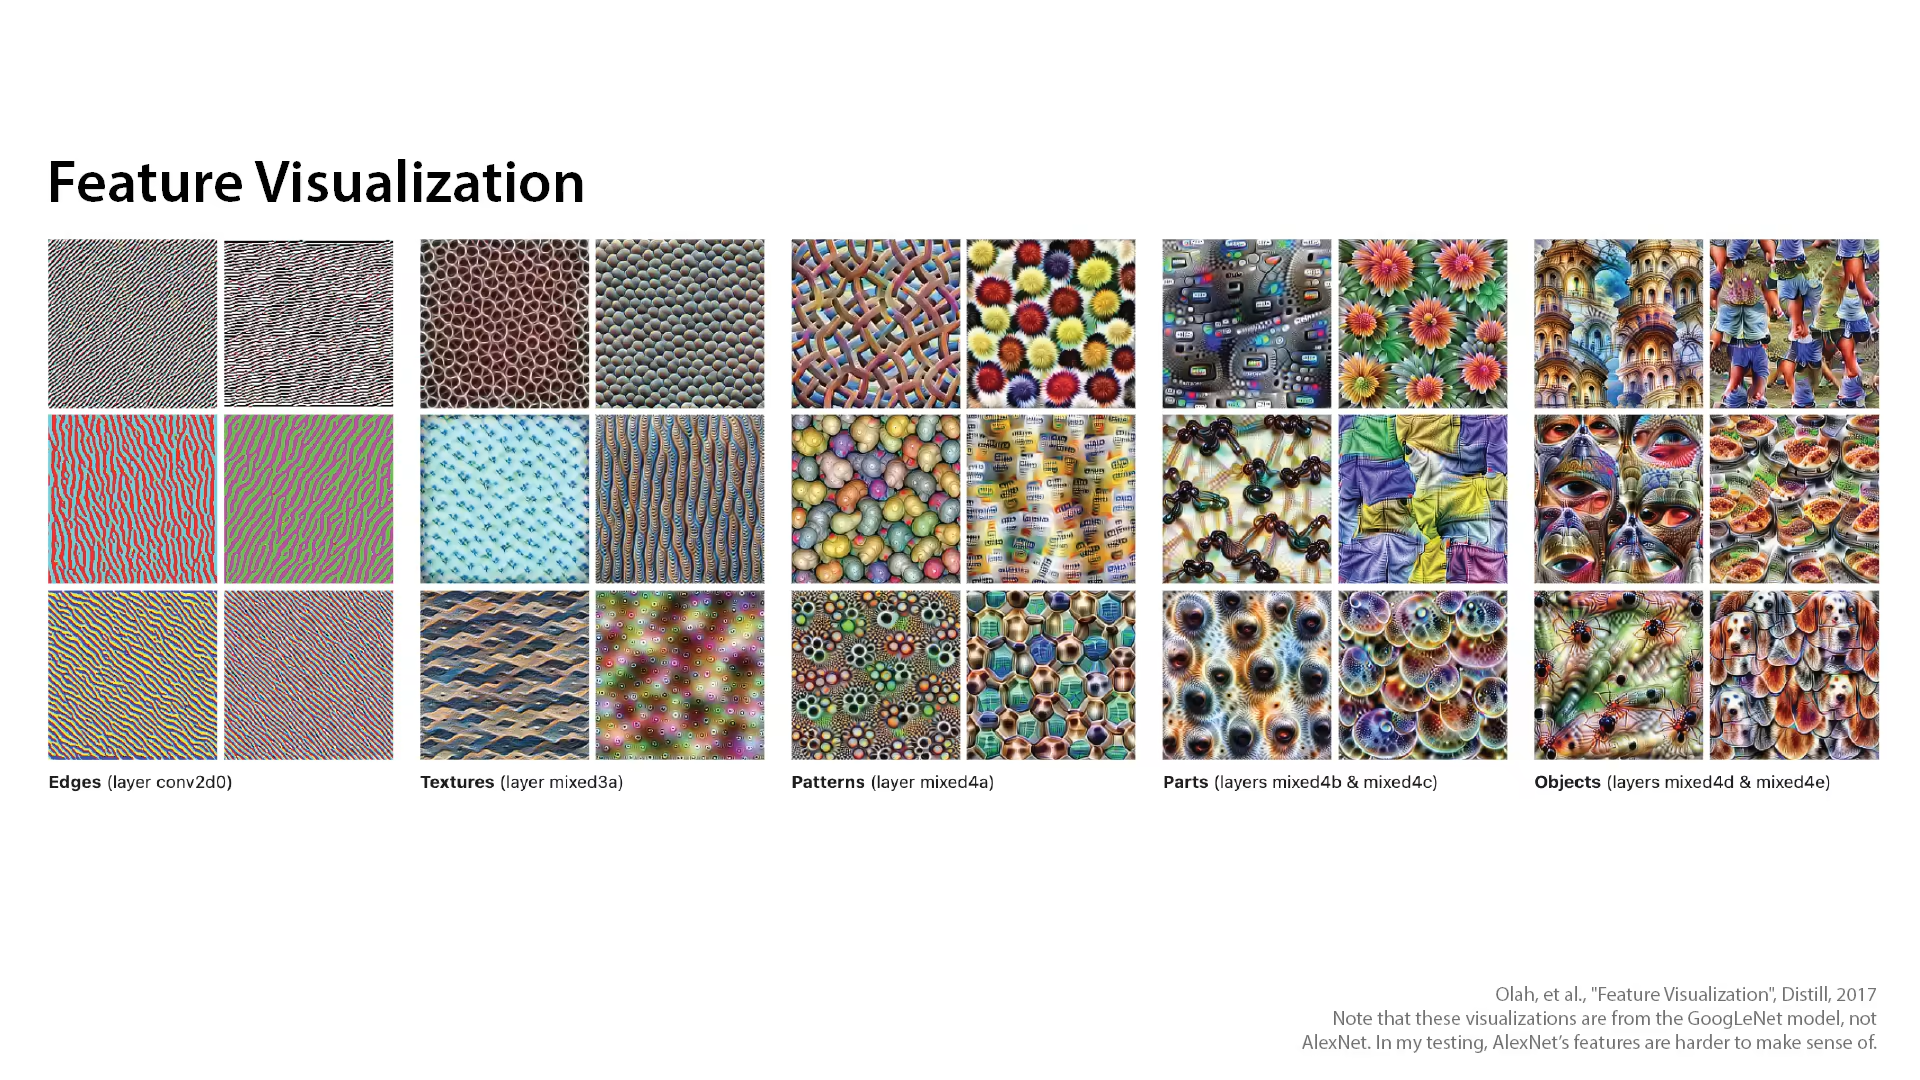 Feature Visualization
Edges (layer conv2d0)
Textures (layer mixed3a)
Patterns (layer mixed4a)
Parts (layers mixed4b & mixed4c)
Objects (layers mixed4d & mixed4e)
Olah, et al., "Feature Visualization", Distill, 2017
Note that these visualizations are from the GoogLeNet model, not
AlexNet. In my testing, AlexNet’s features are harder to make sense of.